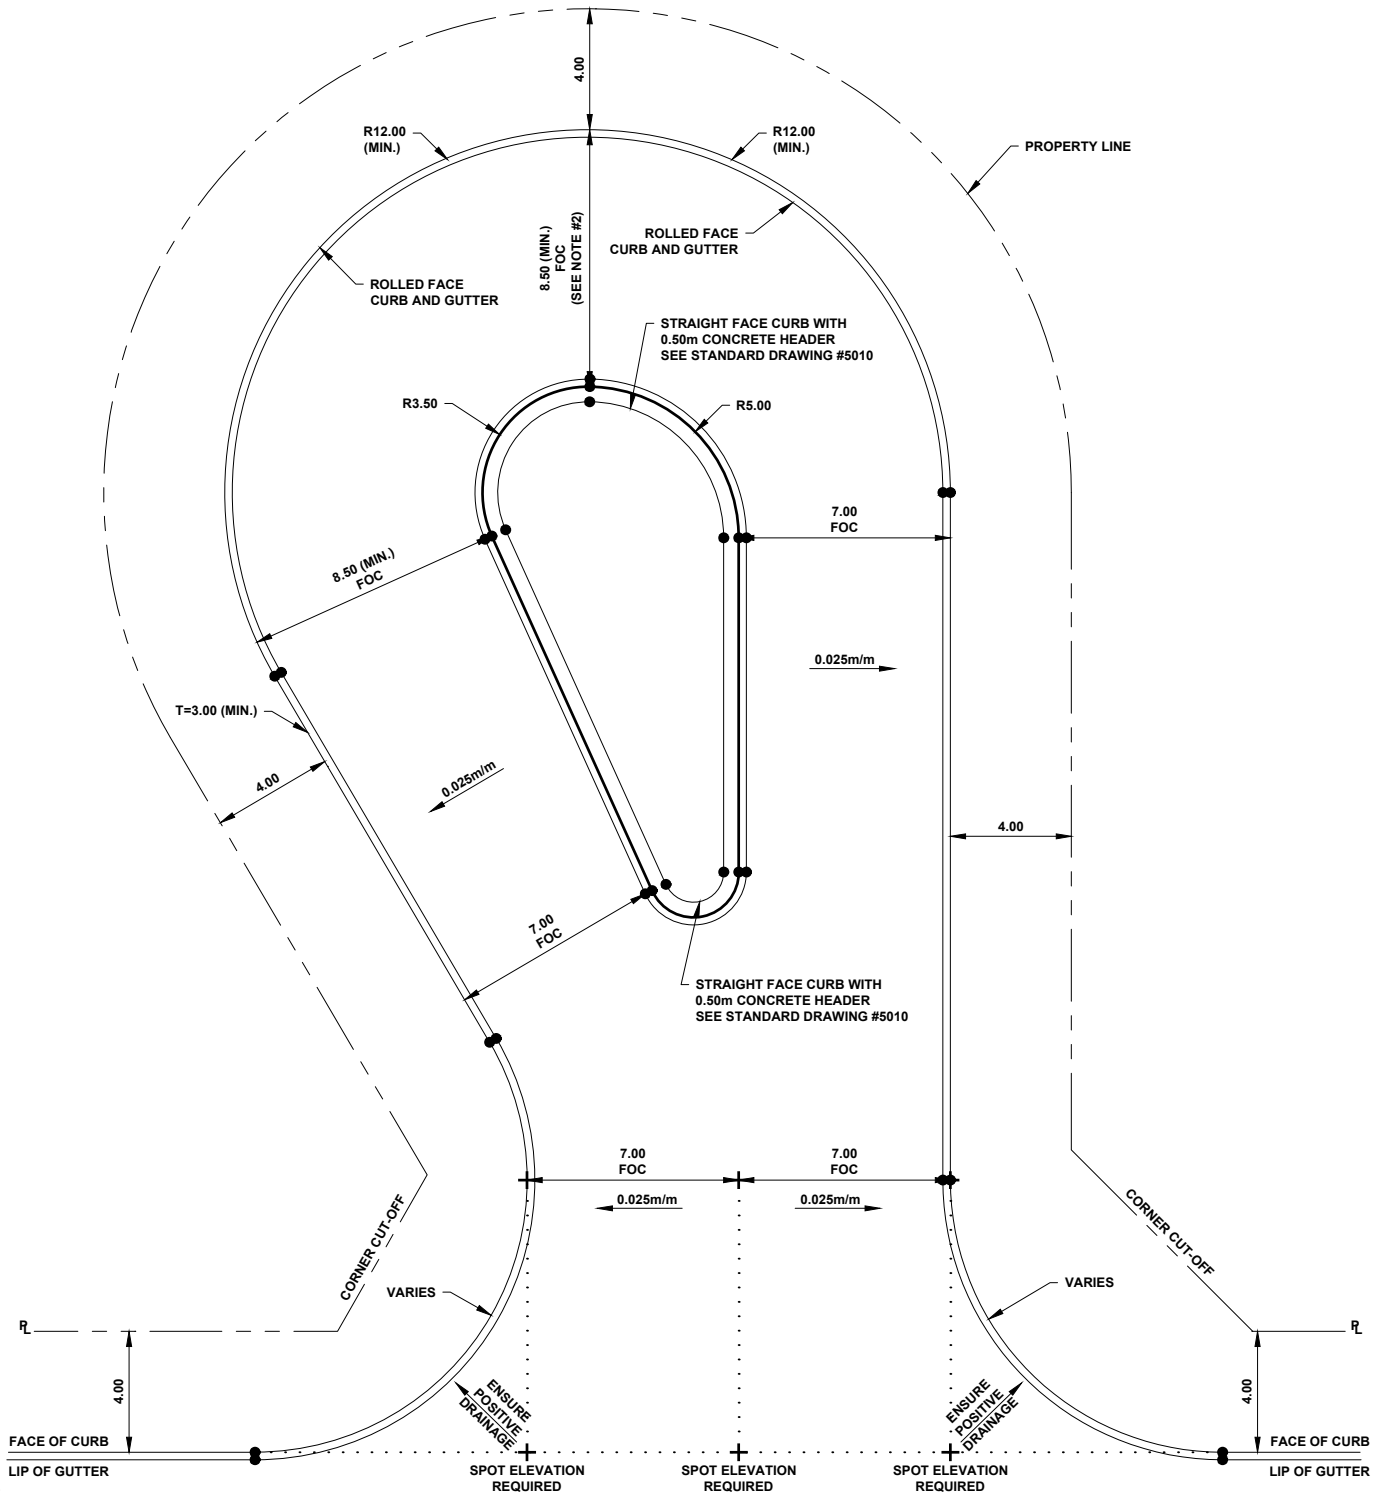 4.00
R12.00
(MIN.)
R12.00
(MIN.)
PROPERTY LINE
8.50 (MIN.)
FOC
(SEE NOTE #2)
ROLLED FACE
CURB AND GUTTER
ROLLED FACE
CURB AND GUTTER
STRAIGHT FACE CURB WITH
0.50m CONCRETE HEADER
SEE STANDARD DRAWING #5010
R3.50
R5.00
7.00
FOC
8.50 (MIN.)
FOC
0.025m/m
T=3.00 (MIN.)
4.00
0.025m/m
4.00
7.00
FOC
STRAIGHT FACE CURB WITH
0.50m CONCRETE HEADER
SEE STANDARD DRAWING #5010
7.00
FOC
7.00
FOC
0.025m/m
0.025m/m
CORNER CUT-OFF
CORNER CUT-OFF
VARIES
VARIES
PL
PL
4.00
4.00
ENSURE
POSITIVE
DRAINAGE
ENSURE
POSITIVE
DRAINAGE
FACE OF CURB
LIP OF GUTTER
FACE OF CURB
LIP OF GUTTER
SPOT ELEVATION
REQUIRED
SPOT ELEVATION
REQUIRED
SPOT ELEVATION
REQUIRED